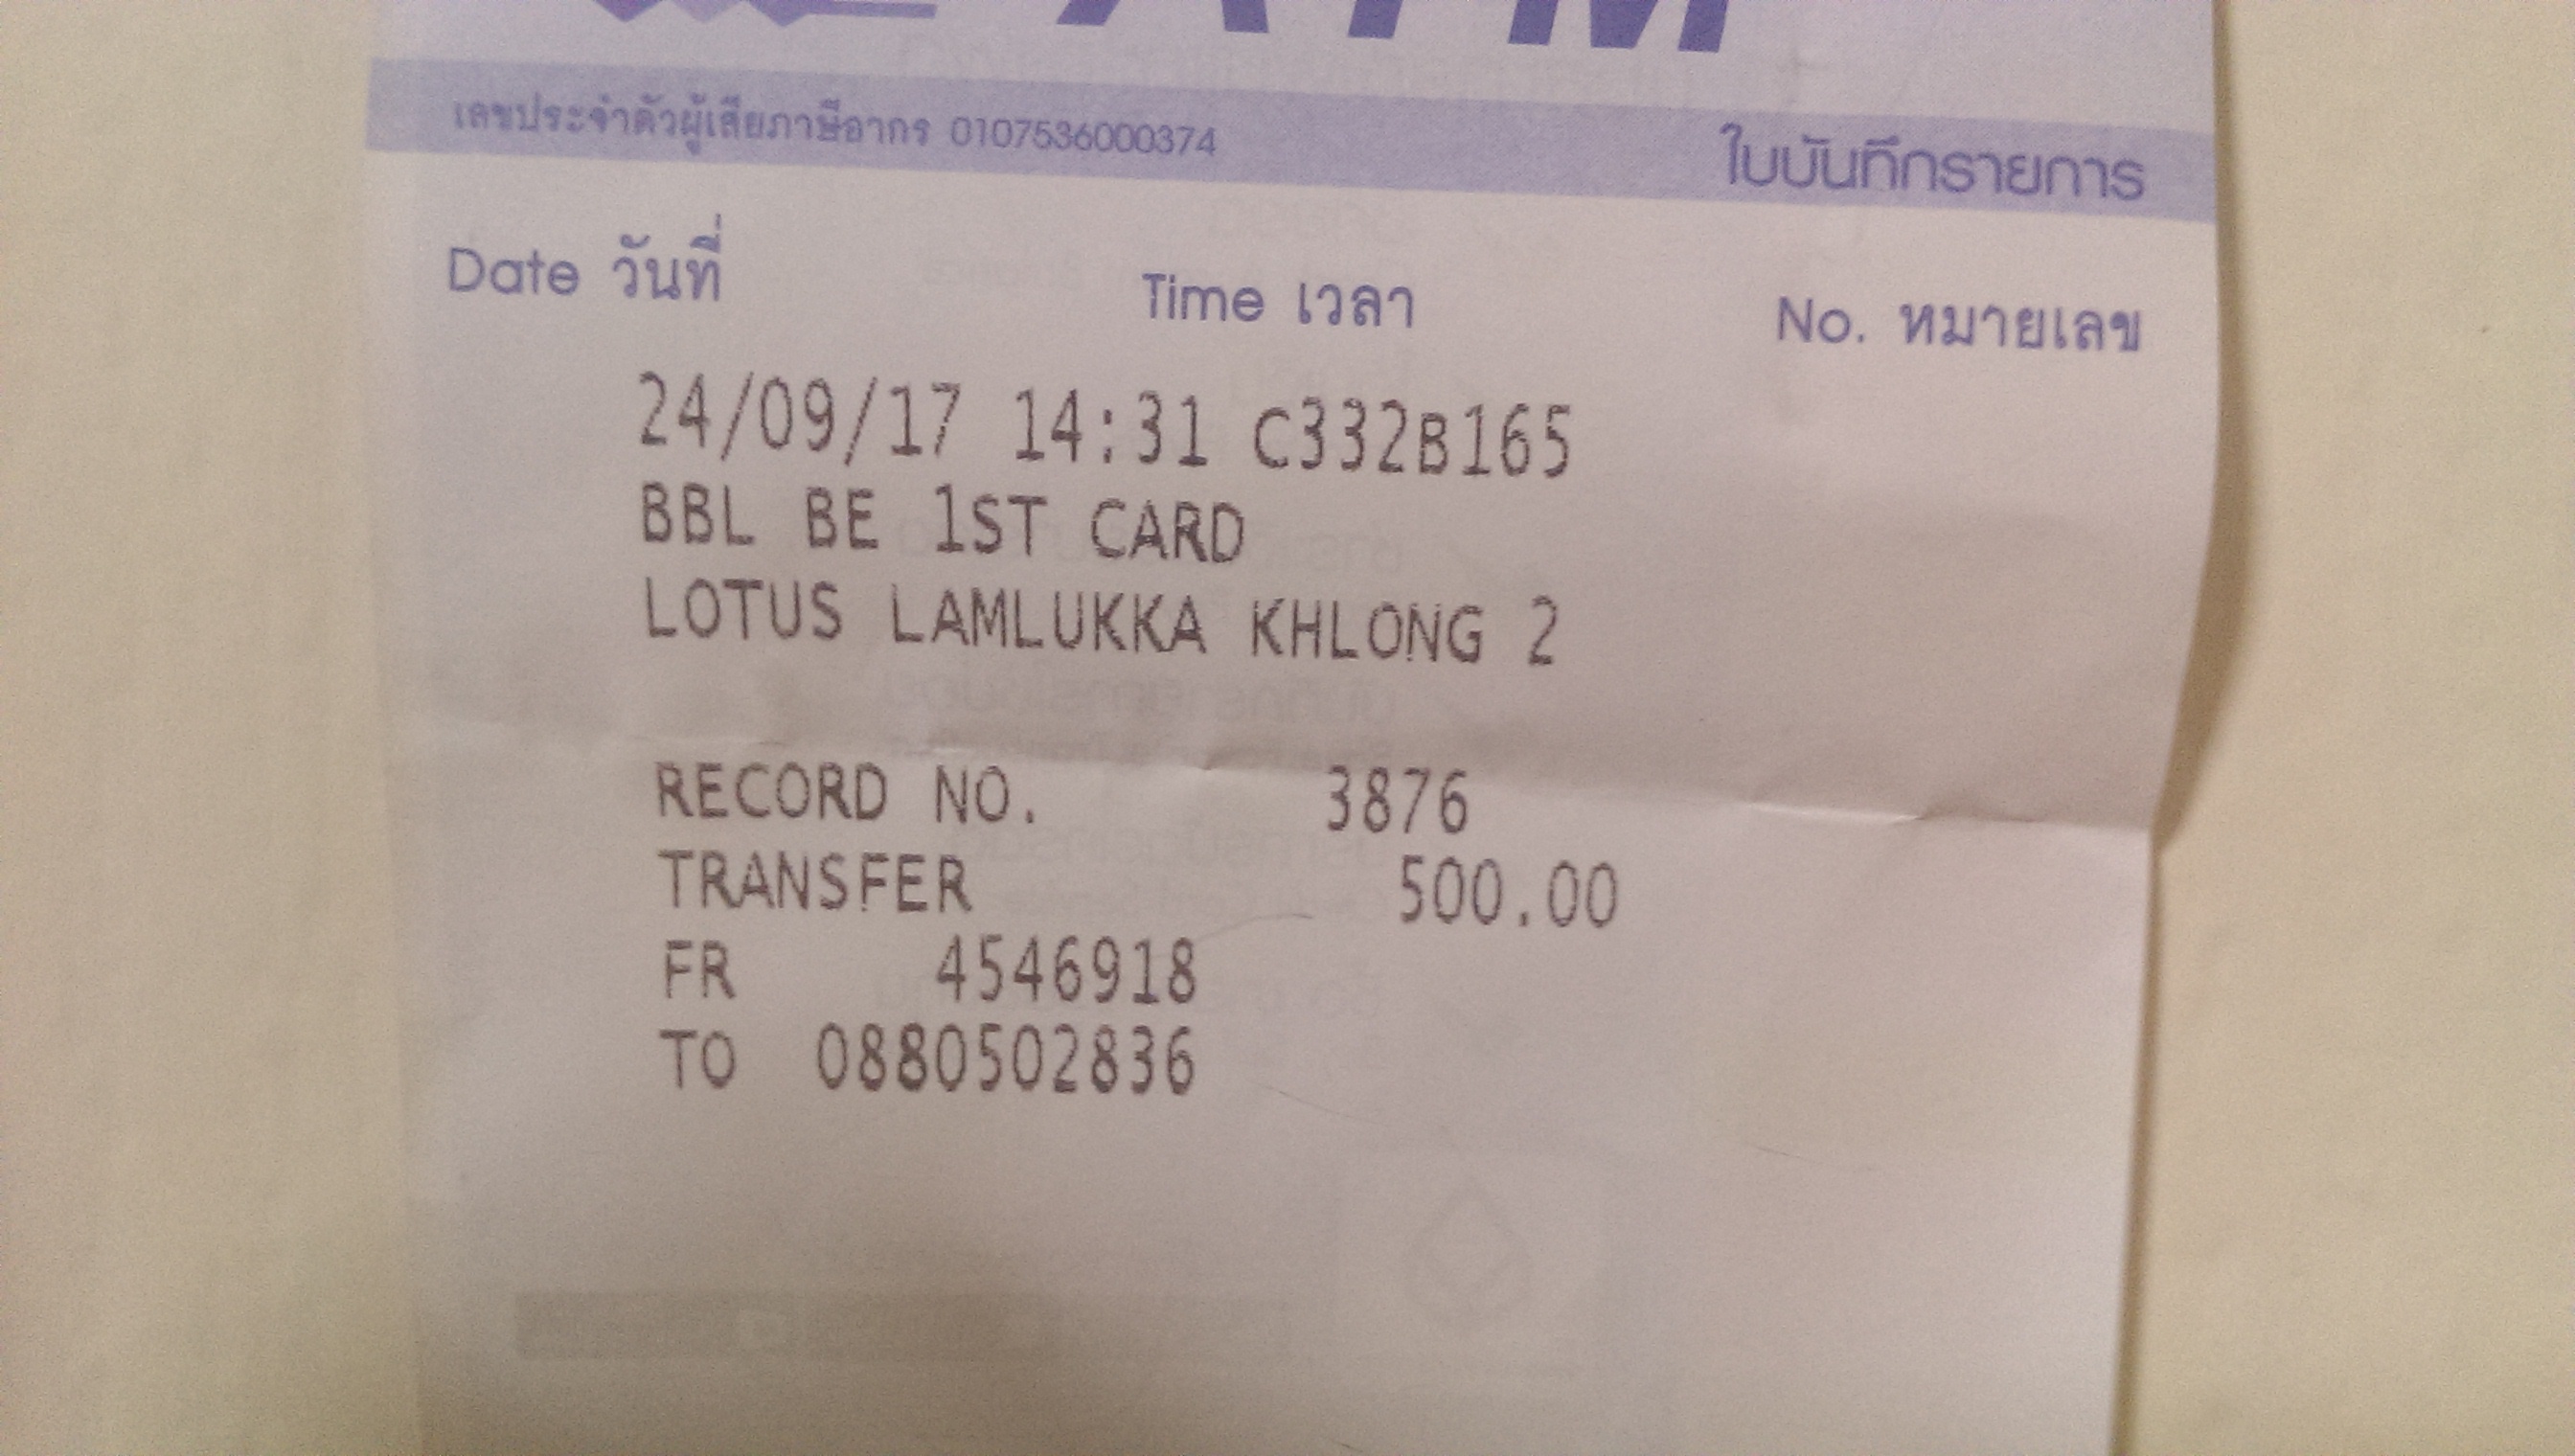 ATM
เลขประจำตัวผู้เสียภาษีอากร 0107536000374
ใบบันทึกรายการ
Date วันที่ Time เวลา No. หมายเลข
24/09/17 14:31 C332B165
BBL BE 1ST CARD
LOTUS LAMLUKKA KHLONG 2
RECORD NO. 3876
TRANSFER 500.00
FR 4546918
TO 0880502836